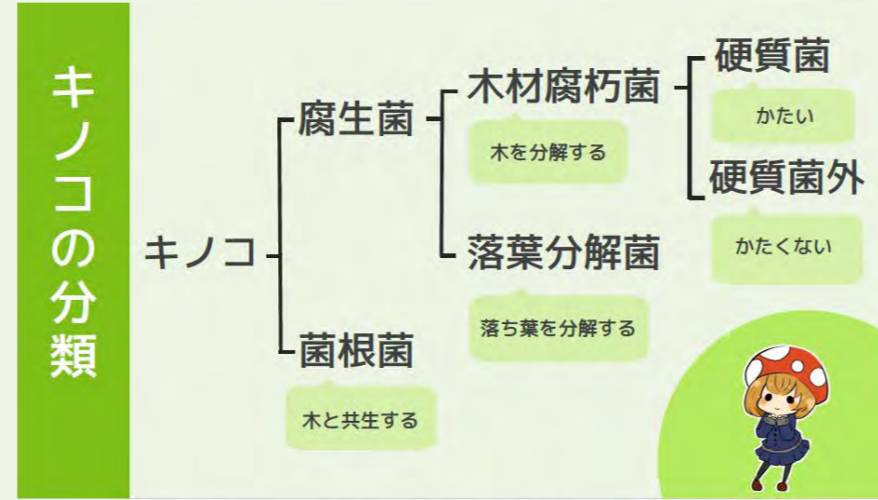 キノコの分類
キノコ
腐生菌
木材腐朽菌
木を分解する
硬質菌
かたい
硬質菌外
かたくない
落葉分解菌
落ち葉を分解する
菌根菌
木と共生する